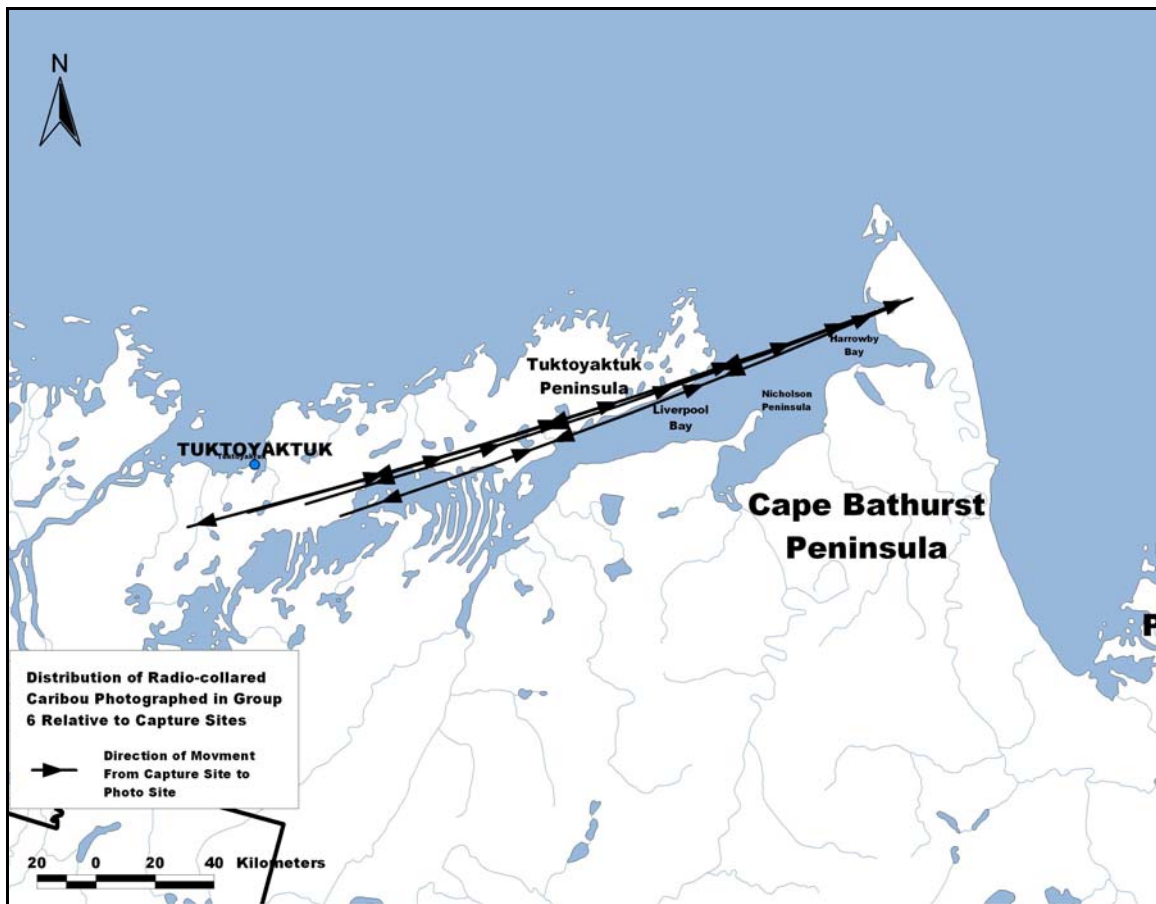 N
Tuktoyaktuk
Peninsula
Harrowby
Bay
Nicholson
Peninsula
Liverpool
Bay
TUKTOYAKTUK
Tuktoyaktuk
Cape Bathurst
Peninsula
P
Distribution of Radio-collared
Caribou Photographed in Group
6 Relative to Capture Sites
Direction of Movment
From Capture Site to
Photo Site
20 0 20 40 Kilometers